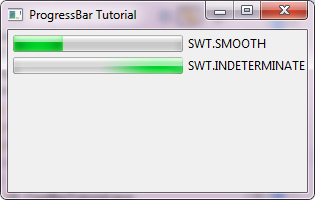 ProgressBar Tutorial
SWT.SMOOTH
SWT.INDETERMINATE